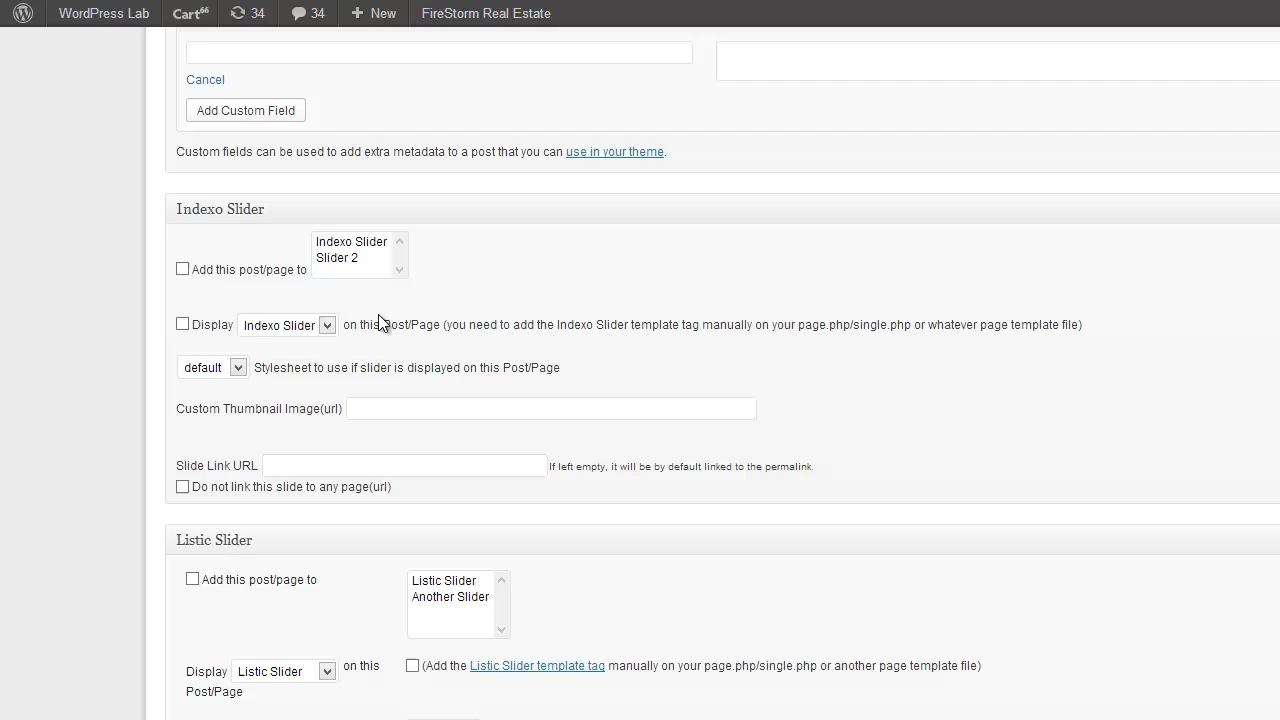 WordPress Lab Cart66 34 34 + New FireStorm Real Estate
Cancel
Add Custom Field
Custom fields can be used to add extra metadata to a post that you can use in your theme.
Indexo Slider
Add this post/page to Indexo Slider
Slider 2
Display Indexo Slider on this Post/Page (you need to add the Indexo Slider template tag manually on your page.php/single.php or whatever page template file)
default Stylesheet to use if slider is displayed on this Post/Page
Custom Thumbnail Image(url)
Slide Link URL If left empty, it will be by default linked to the permalink.
Do not link this slide to any page(url)
Listic Slider
Add this post/page to Listic Slider
Another Slider
Display Listic Slider on this (Add the Listic Slider template tag manually on your page.php/single.php or another page template file)
Post/Page